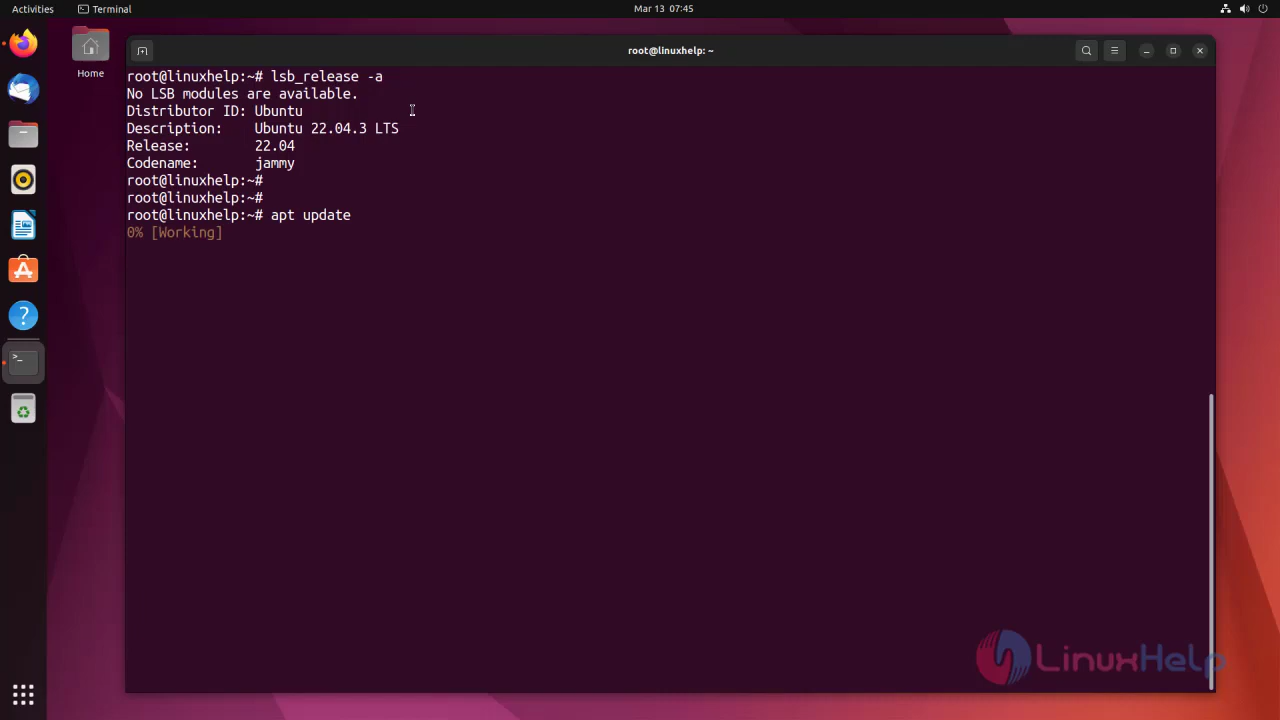 Activities Terminal Mar 13 07:45
Home
root@linuxhelp: ~
root@linuxhelp:~# lsb_release -a
No LSB modules are available.
Distributor ID: Ubuntu
Description:    Ubuntu 22.04.3 LTS
Release:        22.04
Codename:       jammy
root@linuxhelp:~#
root@linuxhelp:~#
root@linuxhelp:~# apt update
0% [Working]
LinuxHelp